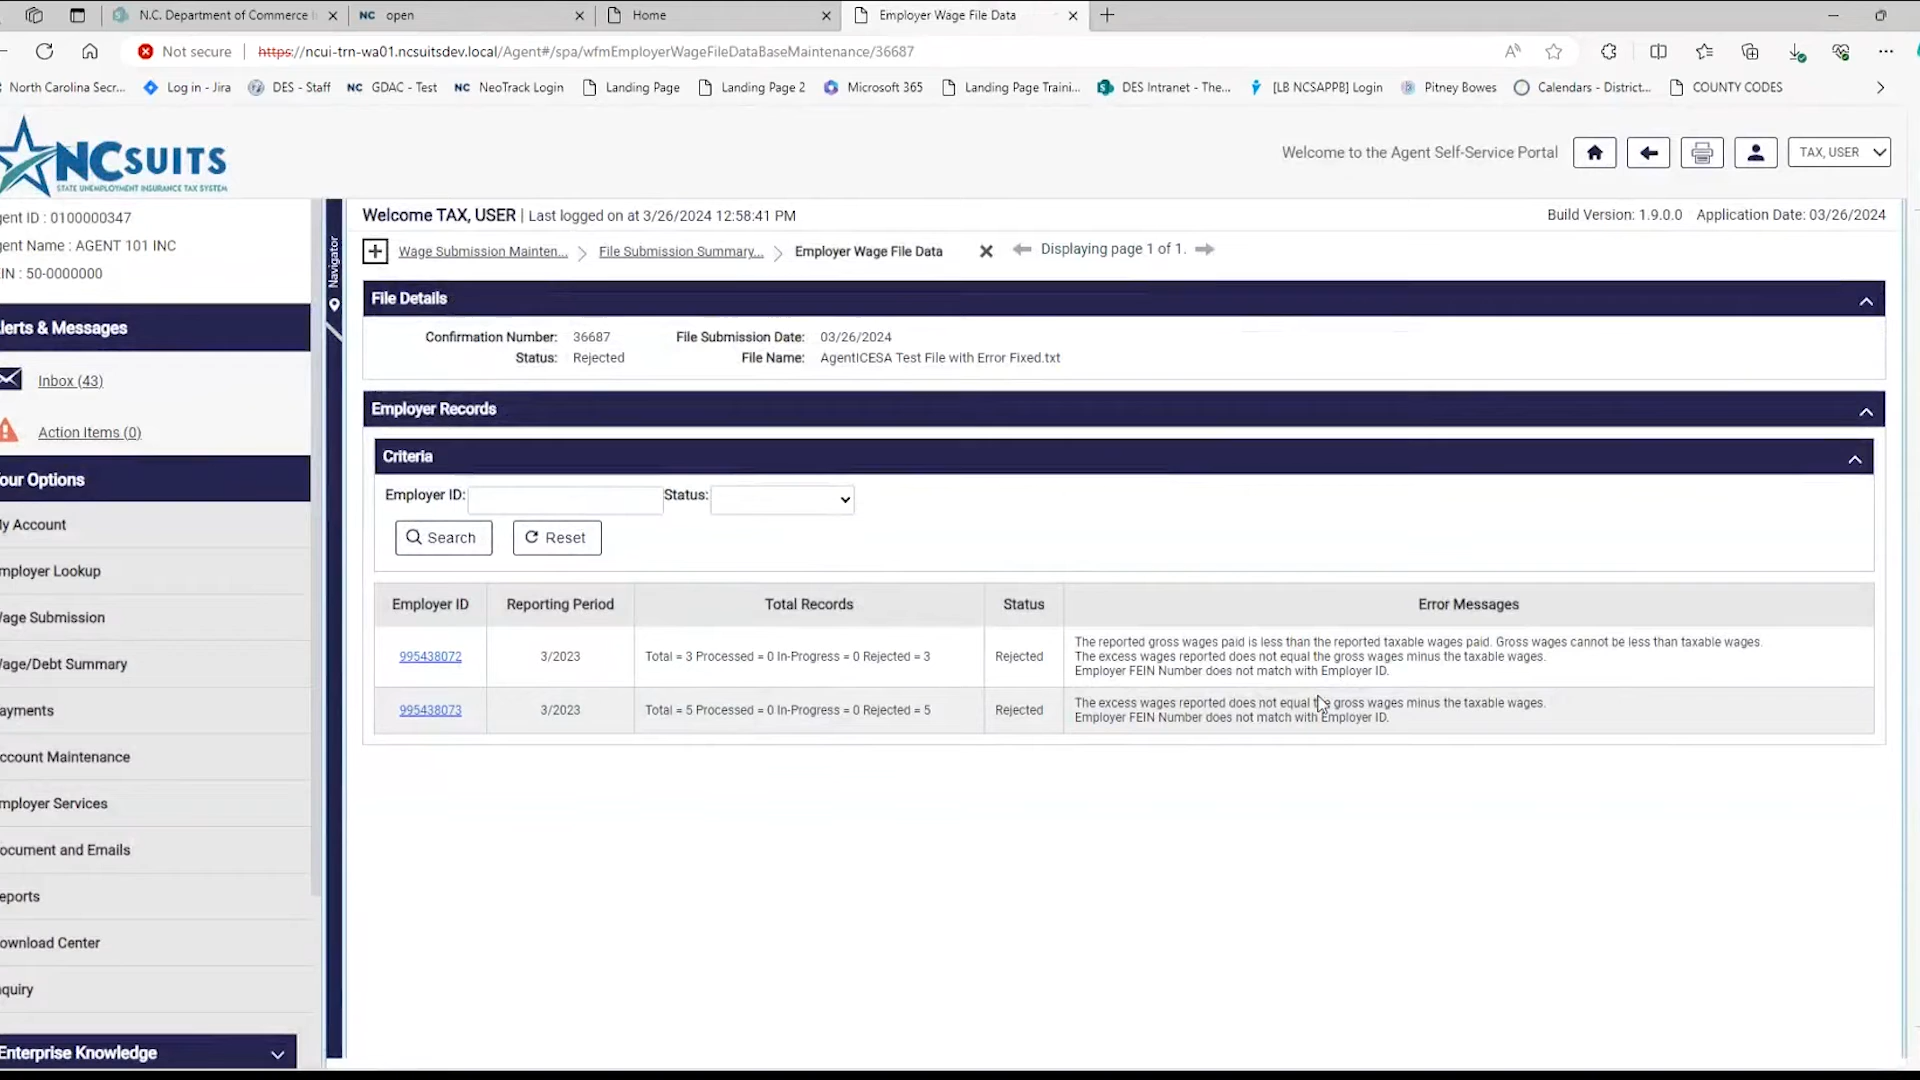 N.C. Department of Commerce
NC open
Home
Employer Wage File Data
Not secure
https://ncui-trn-wa01.ncsuitsdev.local/Agent#/spa/wfmEmployerWageFileDataBaseMaintenance/36687
North Carolina Secr...
Log in - Jira
DES - Staff
NC GDAC - Test
NC NeoTrack Login
Landing Page
Landing Page 2
Microsoft 365
Landing Page Traini...
DES Intranet - The...
[LB NCSAPPB] Login
Pitney Bowes
Calendars - District...
COUNTY CODES
NCSUITS
STATE UNEMPLOYMENT INSURANCE TAX SYSTEM
Welcome to the Agent Self-Service Portal
TAX, USER
gent ID : 0100000347
gent Name : AGENT 101 INC
IN : 50-0000000
lerts & Messages
Inbox (43)
Action Items (0)
our Options
y Account
mployer Lookup
age Submission
age/Debt Summary
ayments
ccount Maintenance
mployer Services
ocument and Emails
eports
ownload Center
nquiry
Enterprise Knowledge
Navigator
Welcome TAX, USER | Last logged on at 3/26/2024 12:58:41 PM
Build Version: 1.9.0.0 Application Date: 03/26/2024
Wage Submission Mainten... File Submission Summary... Employer Wage File Data Displaying page 1 of 1.
File Details
Confirmation Number: 36687 File Submission Date: 03/26/2024
Status: Rejected File Name: AgentICESA Test File with Error Fixed.txt
Employer Records
Criteria
Employer ID: Status:
Search Reset
Employer ID Reporting Period Total Records Status Error Messages
995438072 3/2023 Total = 3 Processed = 0 In-Progress = 0 Rejected = 3 Rejected
The reported gross wages paid is less than the reported taxable wages paid. Gross wages cannot be less than taxable wages.
The excess wages reported does not equal the gross wages minus the taxable wages.
Employer FEIN Number does not match with Employer ID.
995438073 3/2023 Total = 5 Processed = 0 In-Progress = 0 Rejected = 5 Rejected
The excess wages reported does not equal the gross wages minus the taxable wages.
Employer FEIN Number does not match with Employer ID.